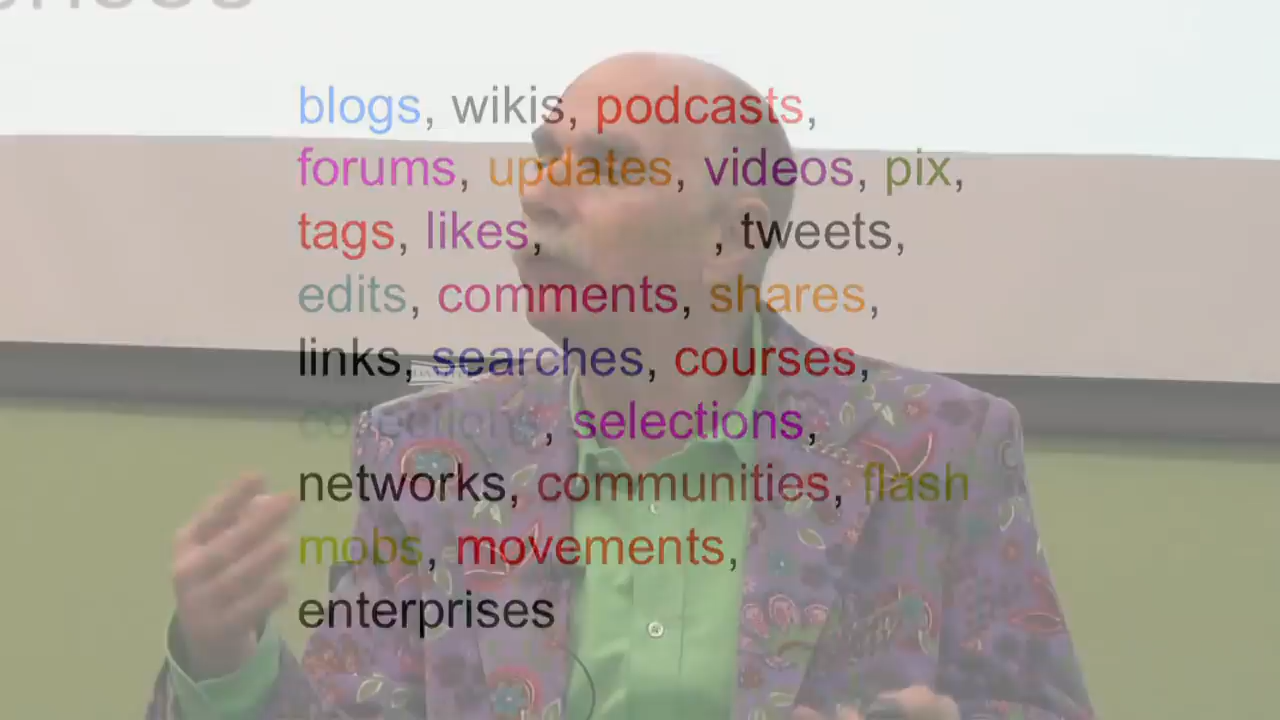 blogs, wikis, podcasts,
forums, updates, videos, pix,
tags, likes, , tweets,
edits, comments, shares,
links, searches, courses,
collections, selections,
networks, communities, flash
mobs, movements,
enterprises